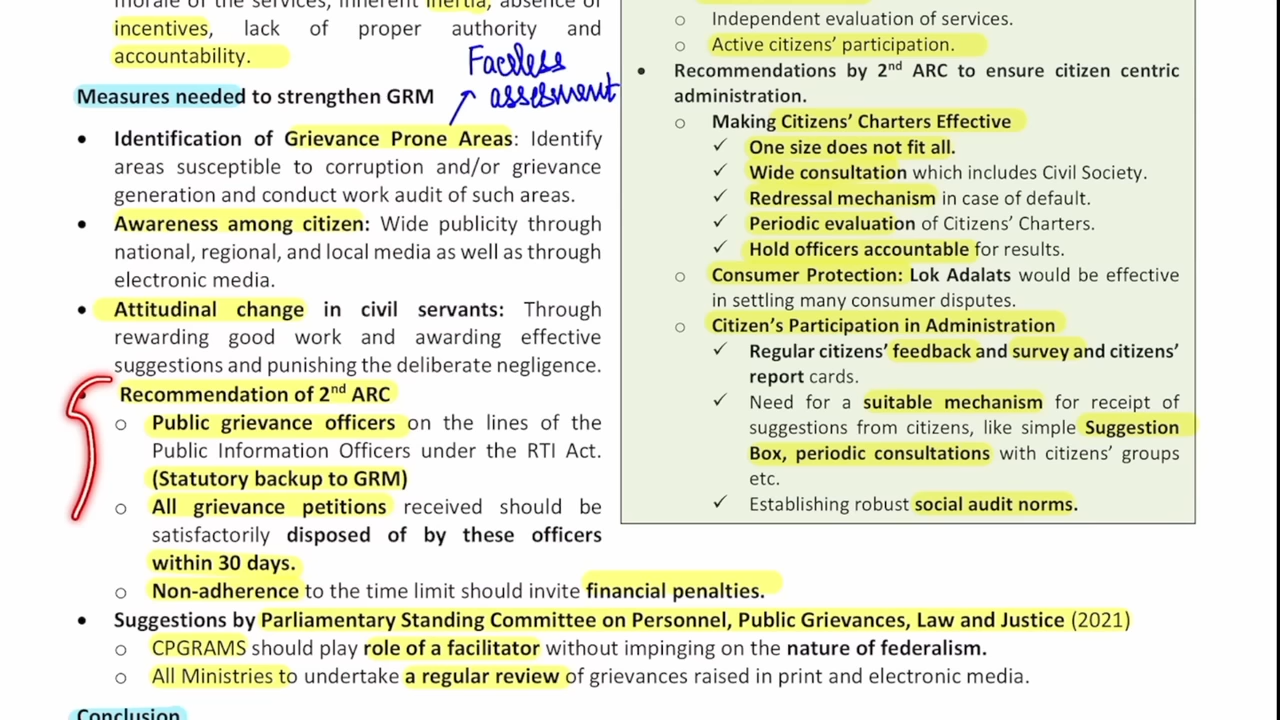 morale of the services, inherent inertia, absence of
incentives, lack of proper authority and
accountability.
Faceless
assesment
Measures needed to strengthen GRM
• Identification of Grievance Prone Areas: Identify
areas susceptible to corruption and/or grievance
generation and conduct work audit of such areas.
• Awareness among citizen: Wide publicity through
national, regional, and local media as well as through
electronic media.
• Attitudinal change in civil servants: Through
rewarding good work and awarding effective
suggestions and punishing the deliberate negligence.
• Recommendation of 2nd ARC
o Public grievance officers on the lines of the
Public Information Officers under the RTI Act.
(Statutory backup to GRM)
o All grievance petitions received should be
satisfactorily disposed of by these officers
within 30 days.
o Non-adherence to the time limit should invite financial penalties.
• Suggestions by Parliamentary Standing Committee on Personnel, Public Grievances, Law and Justice (2021)
o CPGRAMS should play role of a facilitator without impinging on the nature of federalism.
o All Ministries to undertake a regular review of grievances raised in print and electronic media.
Conclusion
o Independent evaluation of services.
o Active citizens' participation.
• Recommendations by 2nd ARC to ensure citizen centric
administration.
o Making Citizens' Charters Effective
✓ One size does not fit all.
✓ Wide consultation which includes Civil Society.
✓ Redressal mechanism in case of default.
✓ Periodic evaluation of Citizens' Charters.
✓ Hold officers accountable for results.
o Consumer Protection: Lok Adalats would be effective
in settling many consumer disputes.
o Citizen's Participation in Administration
✓ Regular citizens' feedback and survey and citizens'
report cards.
✓ Need for a suitable mechanism for receipt of
suggestions from citizens, like simple Suggestion
Box, periodic consultations with citizens' groups
etc.
✓ Establishing robust social audit norms.